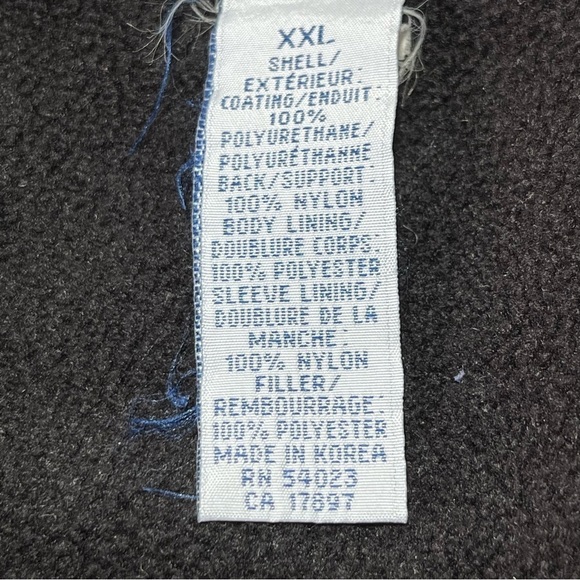 XXL
SHELL/
EXTÉRIEUR:
COATING/ENDUIT:
100%
POLYURETHANE/
POLYURÉTHANNE
BACK/SUPPORT:
100% NYLON
BODY LINING/
DOUBLURE CORPS:
100% POLYESTER
SLEEVE LINING/
DOUBLURE DE LA
MANCHE:
100% NYLON
FILLER/
REMBOURRAGE:
100% POLYESTER
MADE IN KOREA
RN 54023
CA 17897